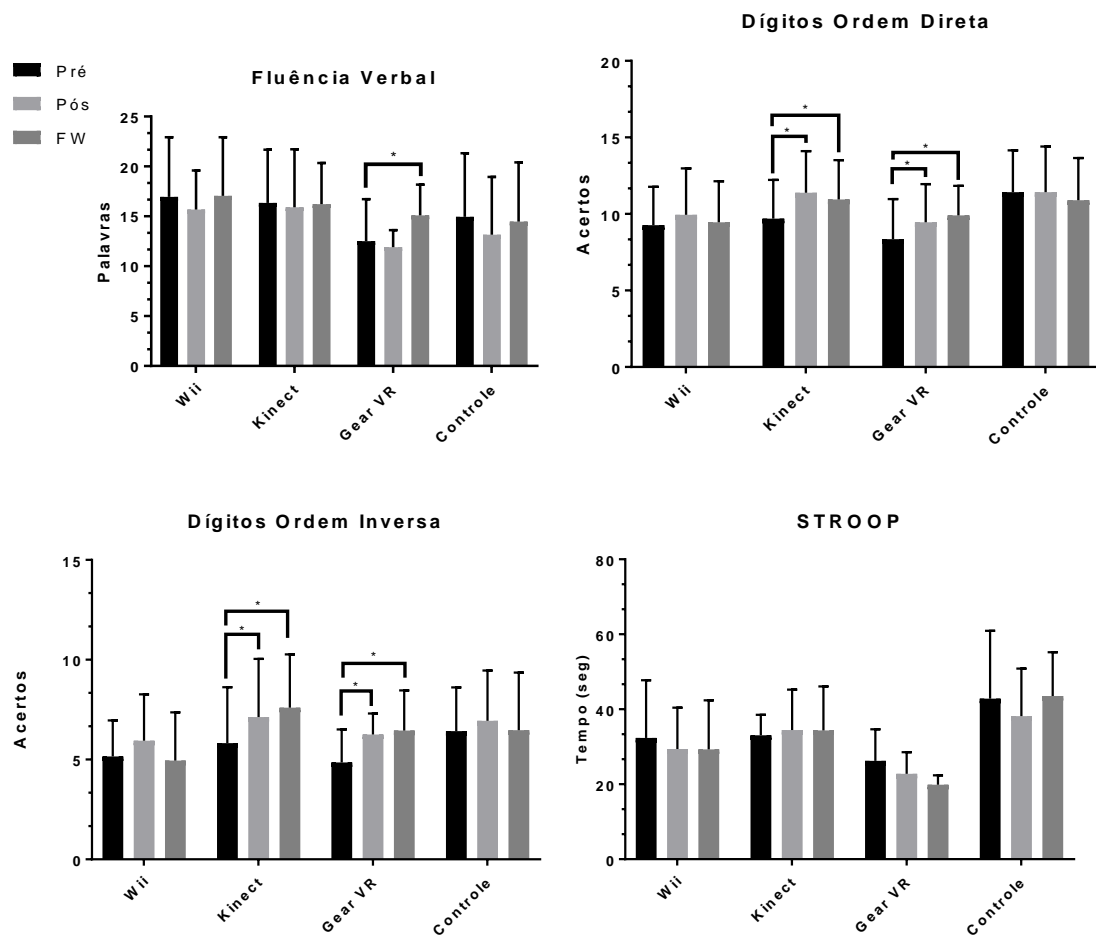 Dígitos Ordem Direta
Pré
Pós
FW
Fluência Verbal
Palavras
25
20
15
10
5
0
*
Wii
Kinect
Gear VR
Controle
Acertos
20
15
10
5
0
*
*
*
*
Wii
Kinect
Gear VR
Controle
Dígitos Ordem Inversa
Acertos
15
10
5
0
*
*
*
*
Wii
Kinect
Gear VR
Controle
STROOP
Tempo (seg)
80
60
40
20
0
Wii
Kinect
Gear VR
Controle